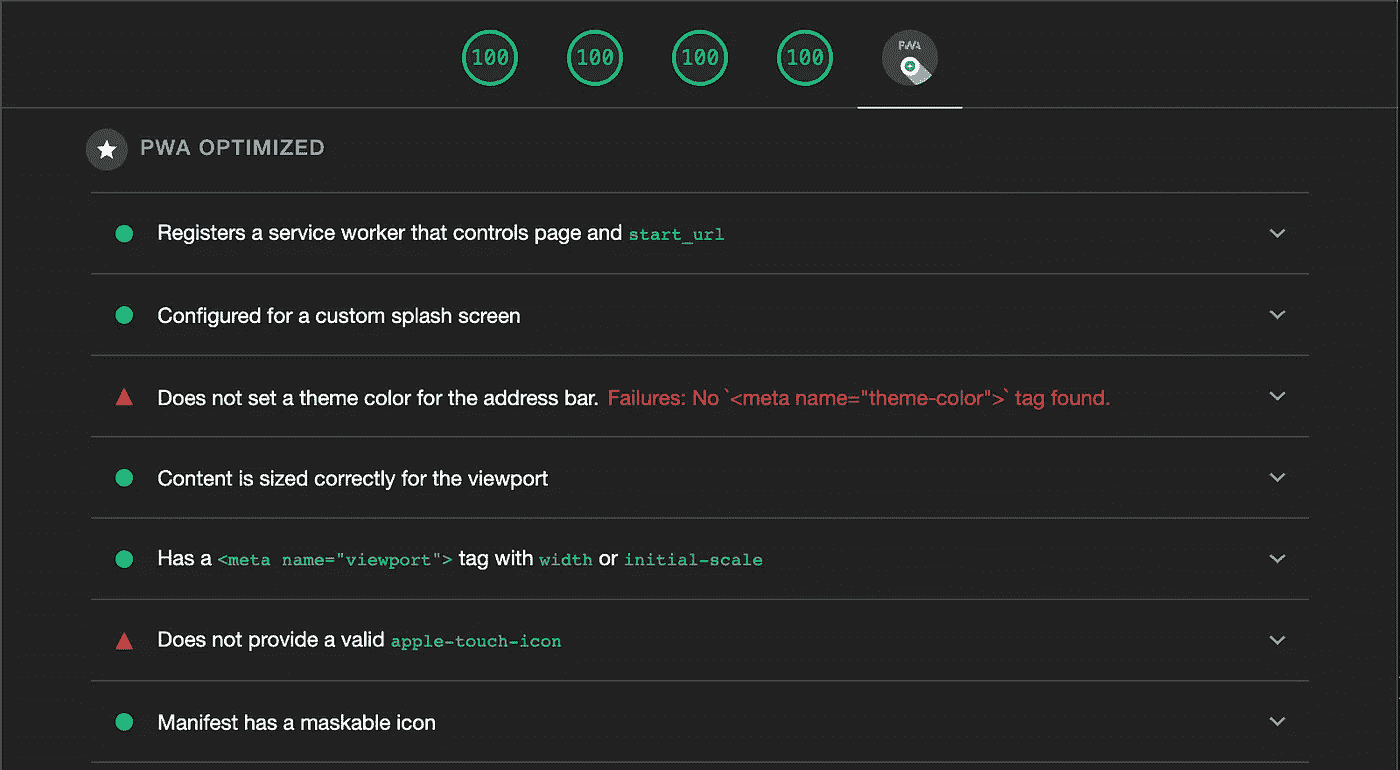 100 100 100 100 PWA
PWA OPTIMIZED
Registers a service worker that controls page and start_url
Configured for a custom splash screen
Does not set a theme color for the address bar. Failures: No `<meta name="theme-color">` tag found.
Content is sized correctly for the viewport
Has a <meta name="viewport"> tag with width or initial-scale
Does not provide a valid apple-touch-icon
Manifest has a maskable icon